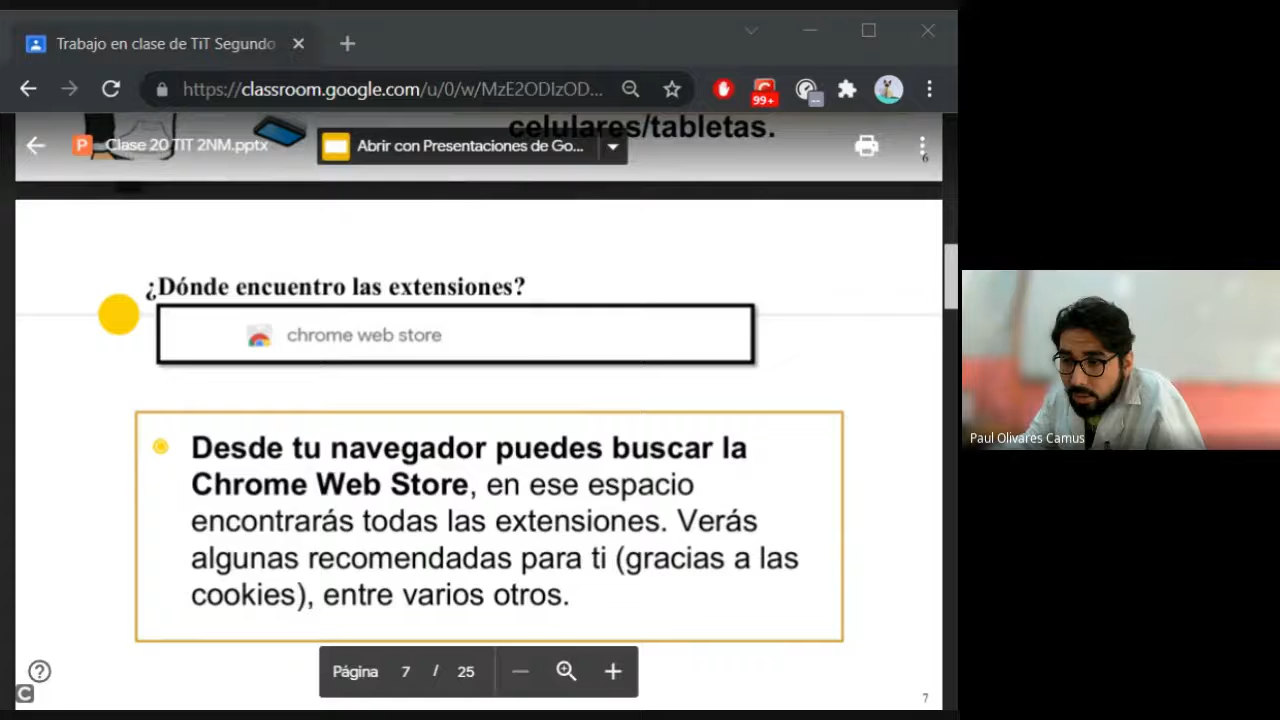 Trabajo en clase de TiT Segundo
https://classroom.google.com/u/0/w/MzE2ODIzOD...
99+
celulares/tabletas.
Clase 20 TIT 2NM.pptx
Abrir con Presentaciones de Go...
6
¿Dónde encuentro las extensiones?
chrome web store
Desde tu navegador puedes buscar la
Chrome Web Store, en ese espacio
encontrarás todas las extensiones. Verás
algunas recomendadas para ti (gracias a las
cookies), entre varios otros.
Página 7 / 25
7
Paul Olivares Camus